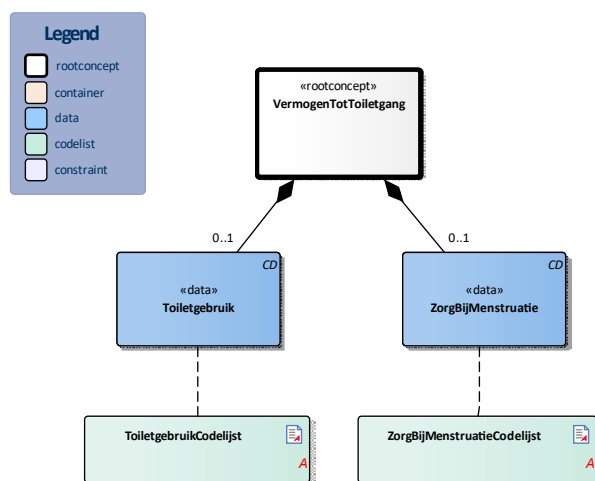 Legend
rootconcept
container
data
codelist
constraint
«rootconcept»
VermogenTotToiletgang
0..1
0..1
CD
«data»
Toiletgebruik
CD
«data»
ZorgBijMenstruatie
ToiletgebruikCodelijst
A
ZorgBijMenstruatieCodelijst
A